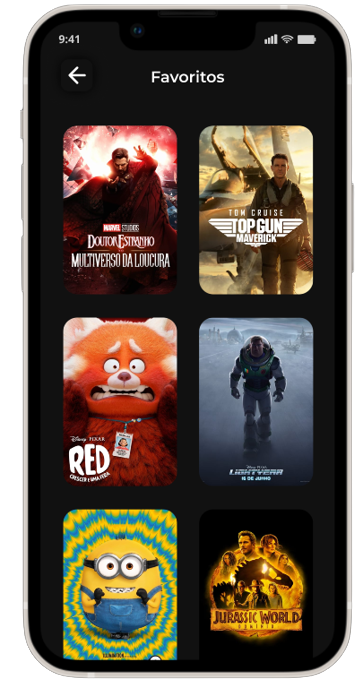 9:41
Favoritos
MARVEL STUDIOS
DOUTOR ESTRANHO
NO
MULTIVERSO DA LOUCURA
TOM CRUISE
TOP GUN
MAVERICK
Disney PIXAR
RED
CRESCER É UMA FERA
Disney PIXAR
LIGHTYEAR
16 DE JUNHO
JURASSIC WORLD